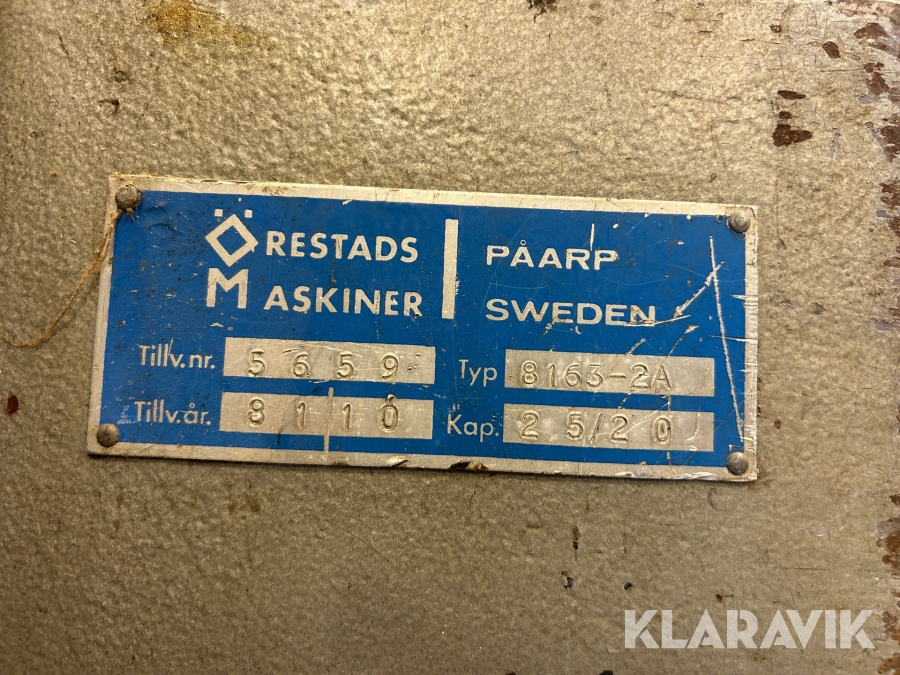 ÖRESTADS
MASKINER
PÅARP
SWEDEN
Tillv.nr. 5659
Typ 8163-2A
Tillv.år. 8110
Kap. 25/20
KLARAVIK